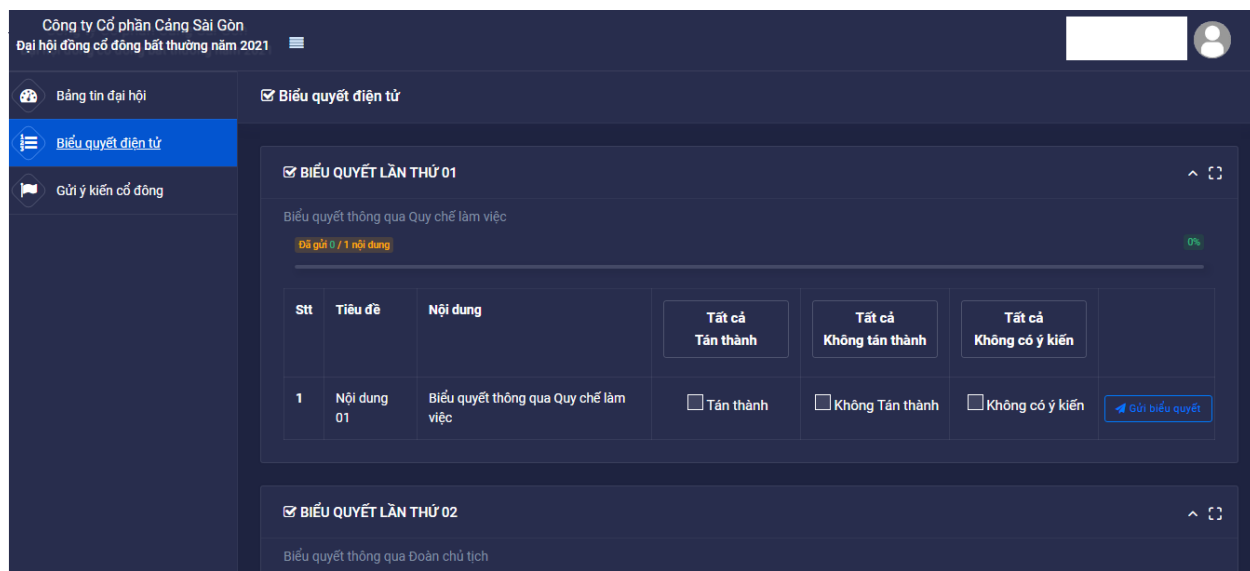 Công ty Cổ phần Cảng Sài Gòn
Đại hội đồng cổ đông bất thường năm 2021
Bảng tin đại hội
Biểu quyết điện tử
Gửi ý kiến cổ đông
Biểu quyết điện tử
BIỂU QUYẾT LẦN THỨ 01
Biểu quyết thông qua Quy chế làm việc
Đã gửi 0 / 1 nội dung 0%
Stt Tiêu đề Nội dung
Tất cả
Tán thành
Tất cả
Không tán thành
Tất cả
Không có ý kiến
1 Nội dung
01
Biểu quyết thông qua Quy chế làm
việc
Tán thành Không Tán thành Không có ý kiến Gửi biểu quyết
BIỂU QUYẾT LẦN THỨ 02
Biểu quyết thông qua Đoàn chủ tịch